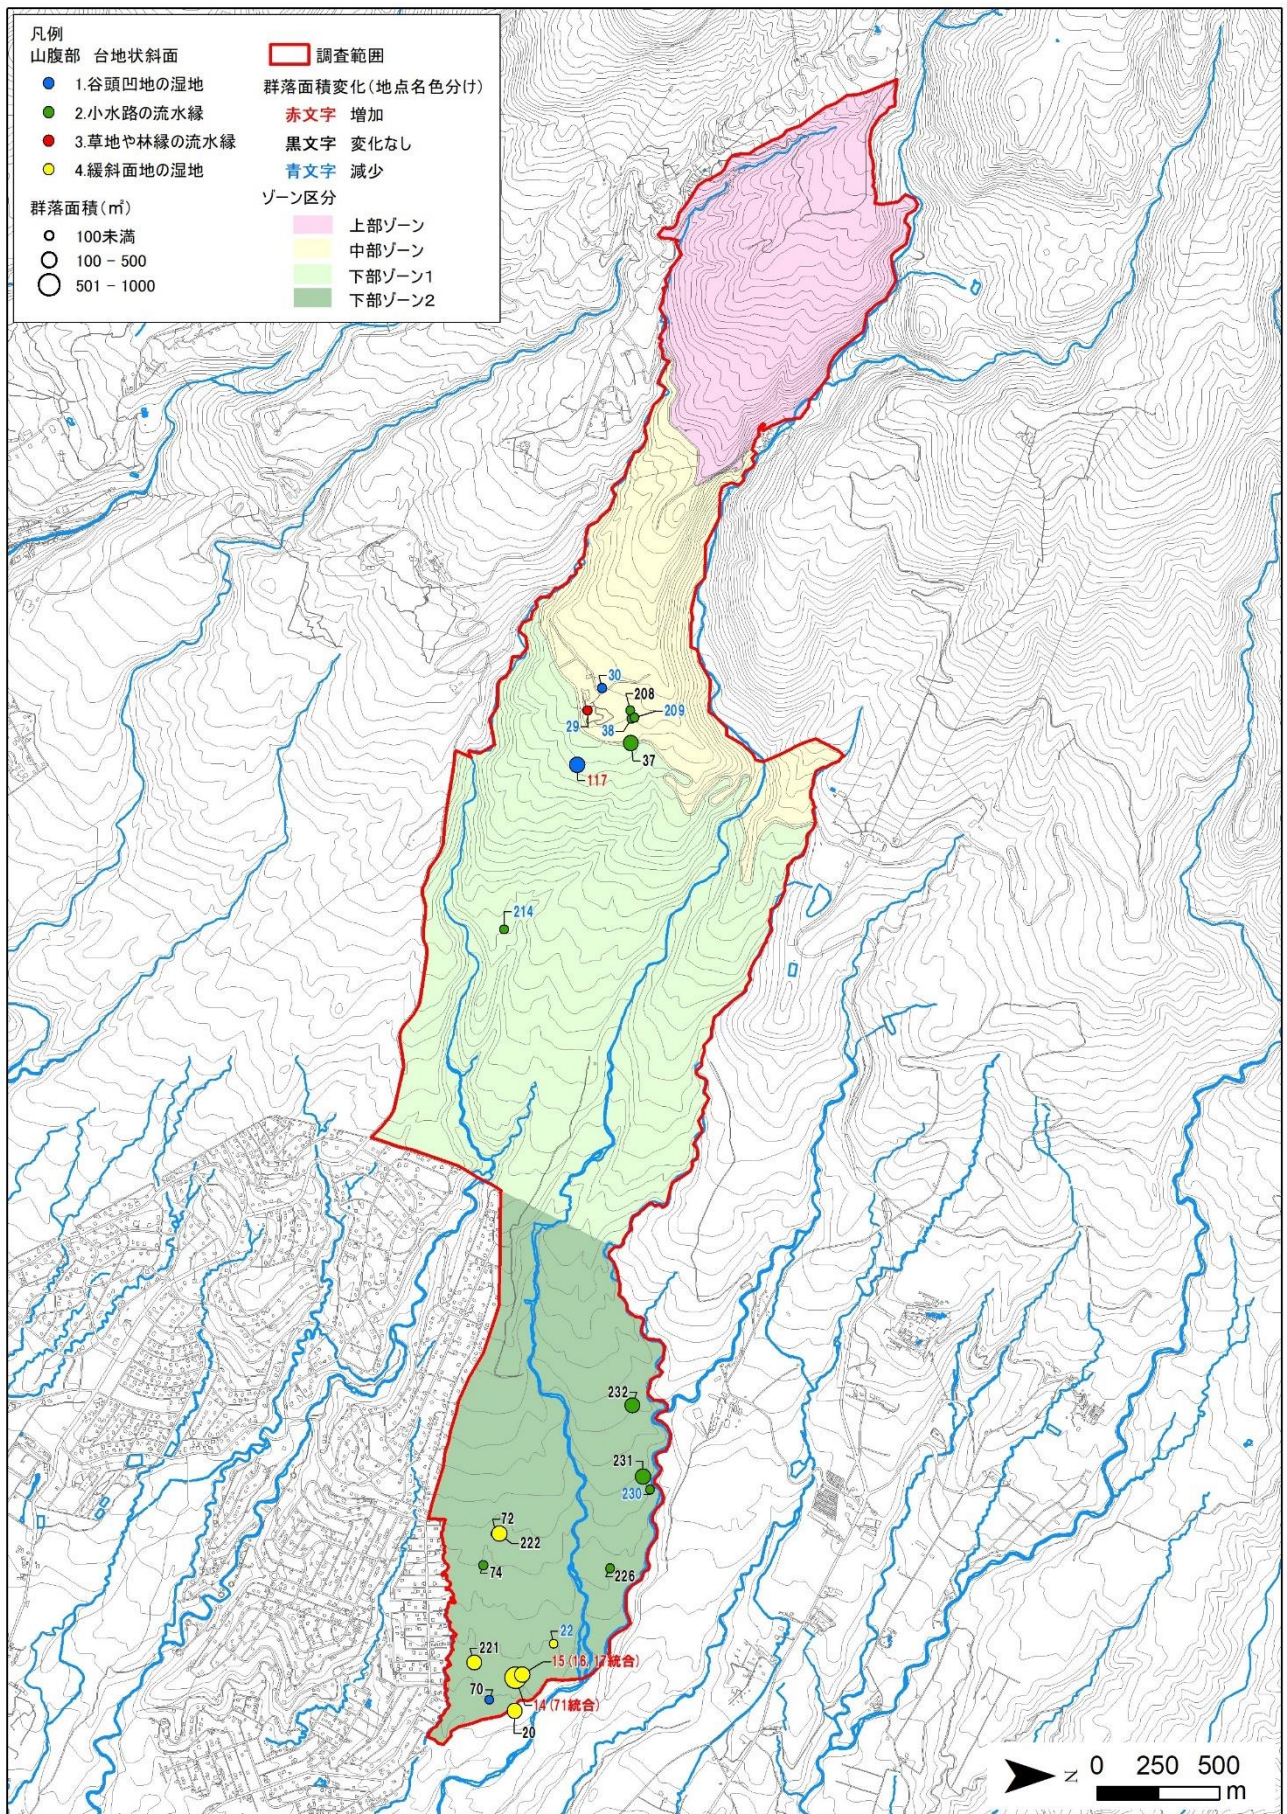 凡例
山腹部 台地状斜面
1.谷頭凹地の湿地
2.小水路の流水縁
3.草地や林縁の流水縁
4.緩斜面地の湿地
群落面積(㎡)
100未満
100 - 500
501 - 1000
調査範囲
群落面積変化(地点名色分け)
赤文字 増加
黒文字 変化なし
青文字 減少
ゾーン区分
上部ゾーン
中部ゾーン
下部ゾーン1
下部ゾーン2
30
208
29
38
209
37
117
214
232
231
230
72
222
74
226
22
221
15 (16, 17統合)
70
14 (71統合)
20
N
0 250 500
m